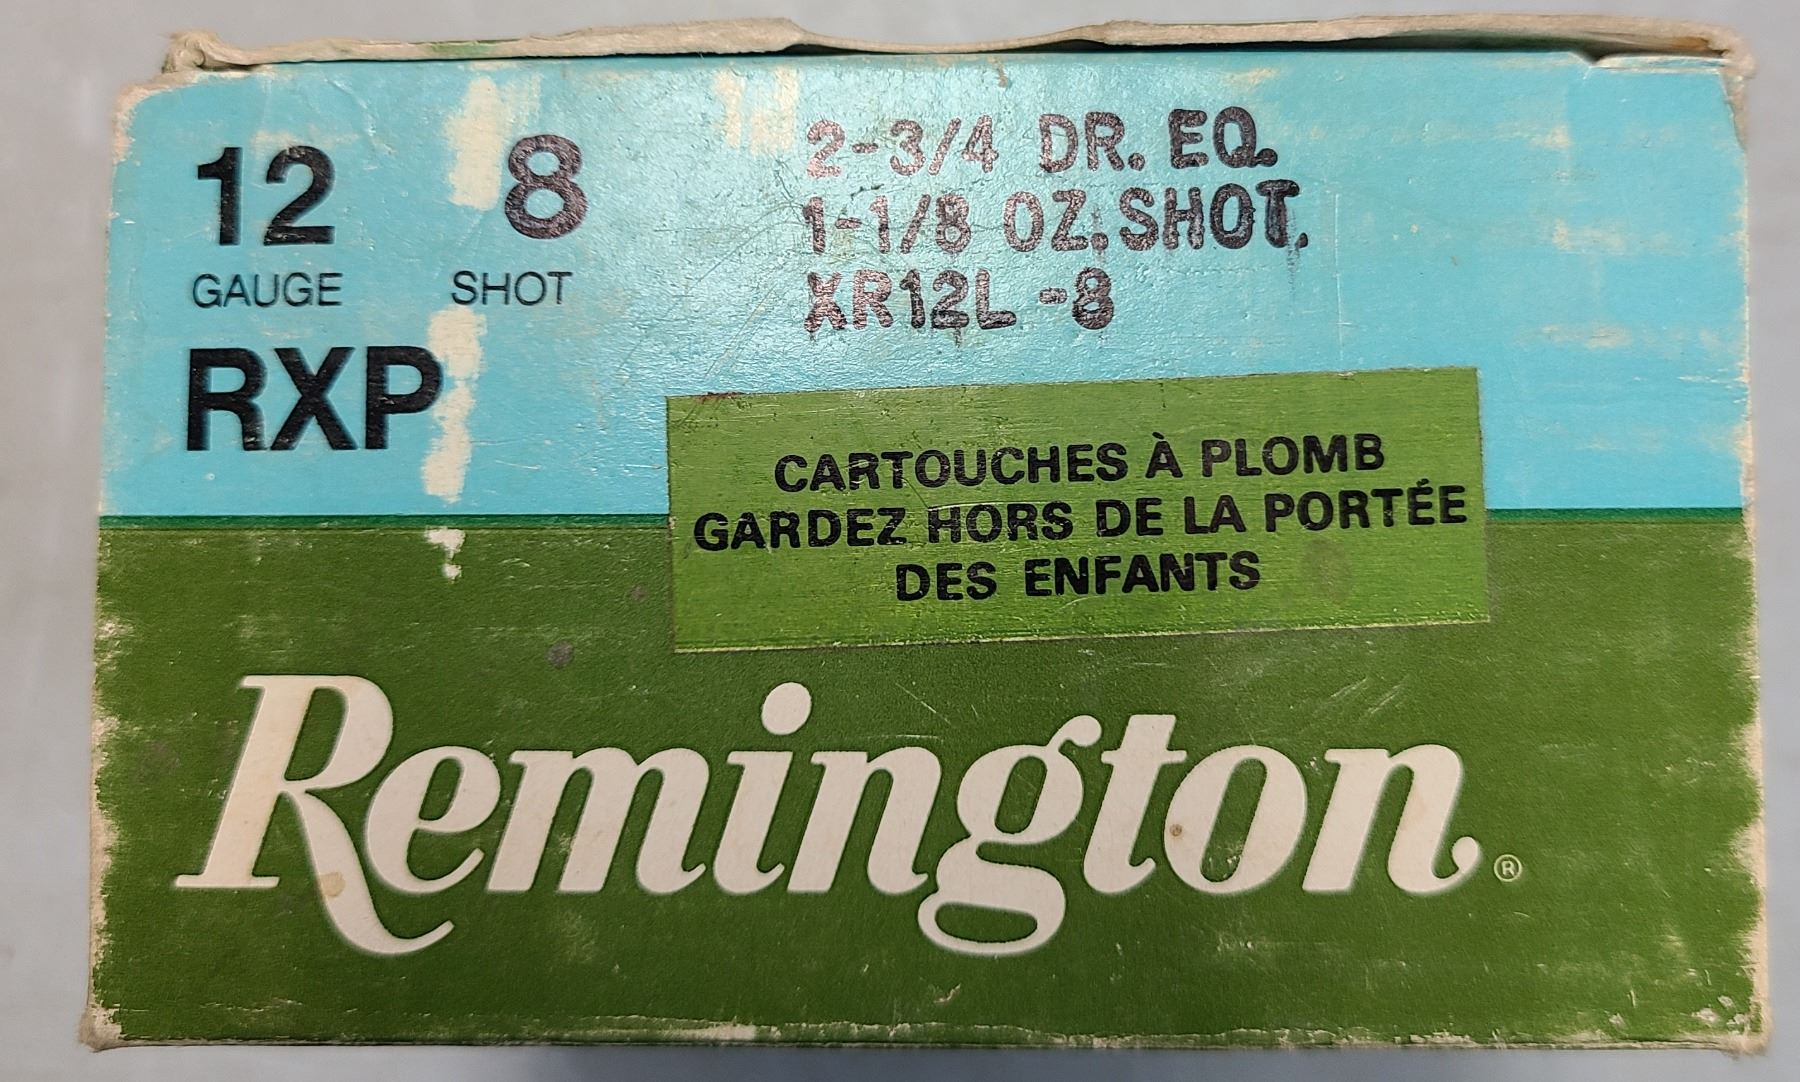 12 8
GAUGE SHOT
RXP
2-3/4 DR. EQ.
1-1/8 OZ. SHOT.
XR12L -8
CARTOUCHES À PLOMB
GARDEZ HORS DE LA PORTÉE
DES ENFANTS
Remington®